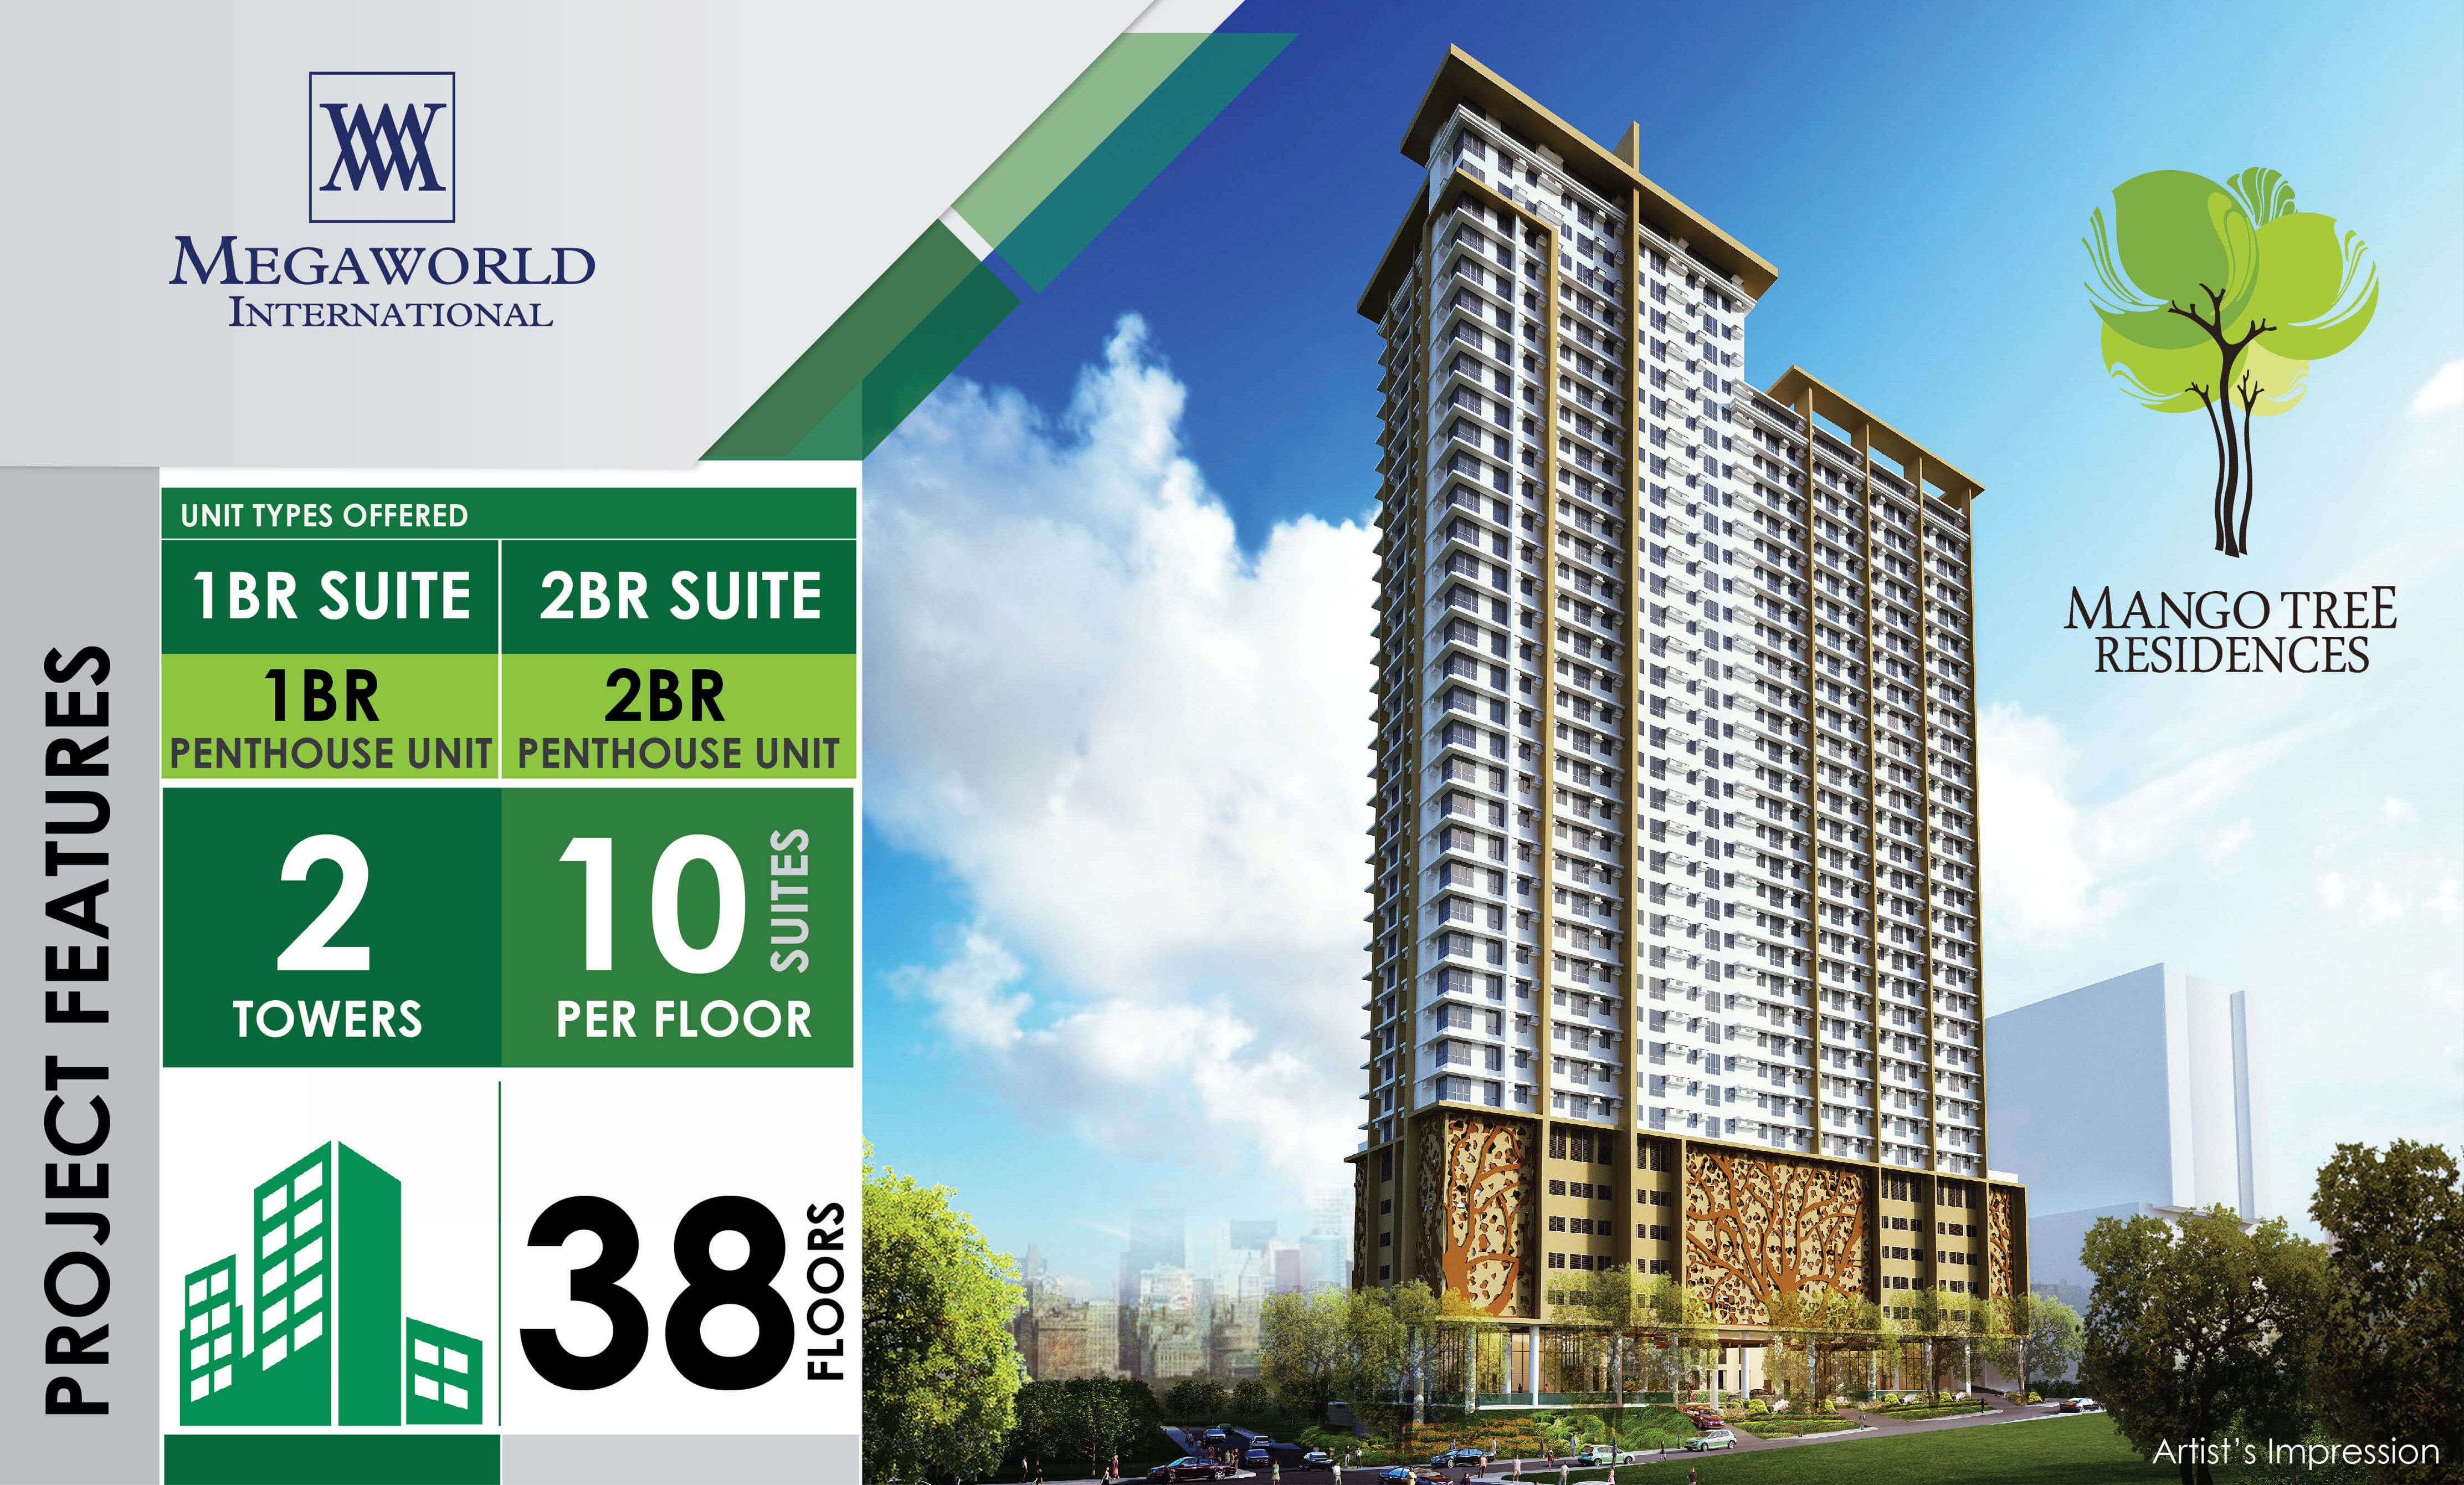 MEGAWORLD
INTERNATIONAL
PROJECT FEATURES
UNIT TYPES OFFERED
1BR SUITE
2BR SUITE
1BR
PENTHOUSE UNIT
2BR
PENTHOUSE UNIT
2
TOWERS
10
SUITES
PER FLOOR
38
FLOORS
MANGO TREE
RESIDENCES
Artist's Impression